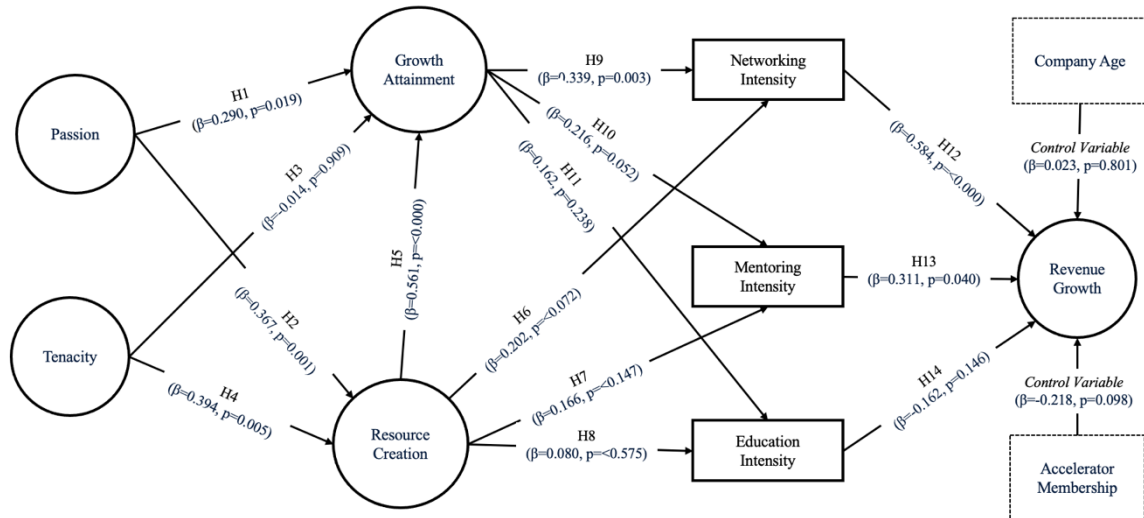 Passion
Tenacity
H1
(β=0.290, p=0.019)
H3
(β=-0.014, p=0.909)
H2
(β=0.367, p=0.001)
H4
(β=0.394, p=0.005)
Growth
Attainment
H5
(β=0.561, p=<0.000)
Resource
Creation
H9
(β=0.339, p=0.003)
H10
(β=0.216, p=0.052)
H11
(β=0.162, p=0.238)
H6
(β=0.202, p=<0.072)
H7
(β=0.166, p=<0.147)
H8
(β=0.080, p=<0.575)
Networking
Intensity
Mentoring
Intensity
Education
Intensity
H12
(β=0.584, p=<0.000)
H13
(β=0.311, p=0.040)
H14
(β=-0.162, p=0.146)
Company Age
Control Variable
(β=0.023, p=0.801)
Revenue
Growth
Control Variable
(β=-0.218, p=0.098)
Accelerator
Membership